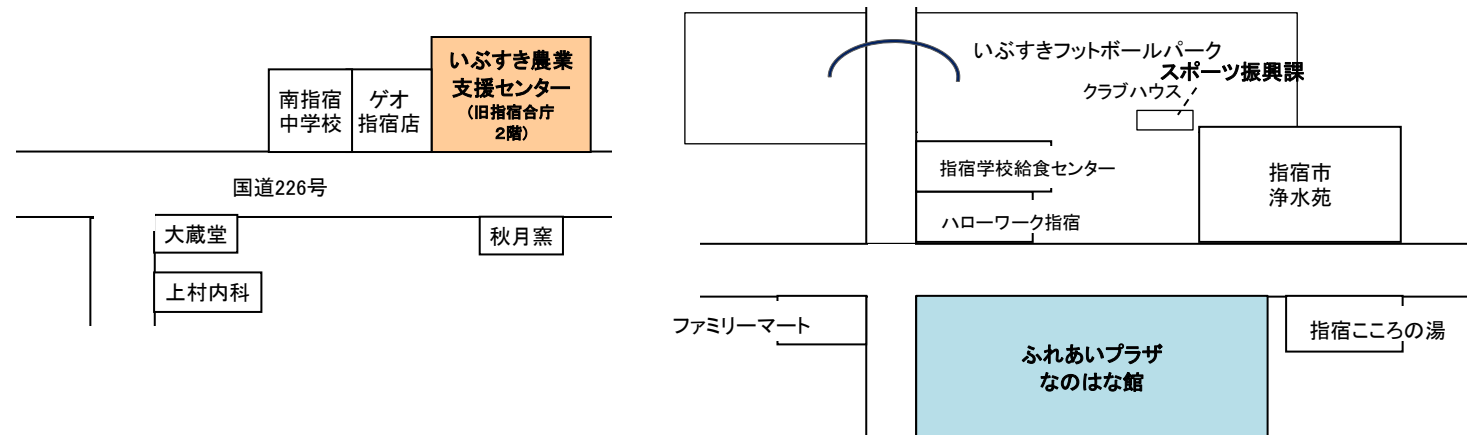 いぶすき農業
支援センター
(旧指宿合庁
2階)
南指宿
中学校
ゲオ
指宿店
国道226号
大蔵堂
秋月窯
上村内科
いぶすきフットボールパーク
スポーツ振興課
クラブハウス
指宿学校給食センター
ハローワーク指宿
指宿市
浄水苑
ファミリーマート
ふれあいプラザ
なのはな館
指宿こころの湯